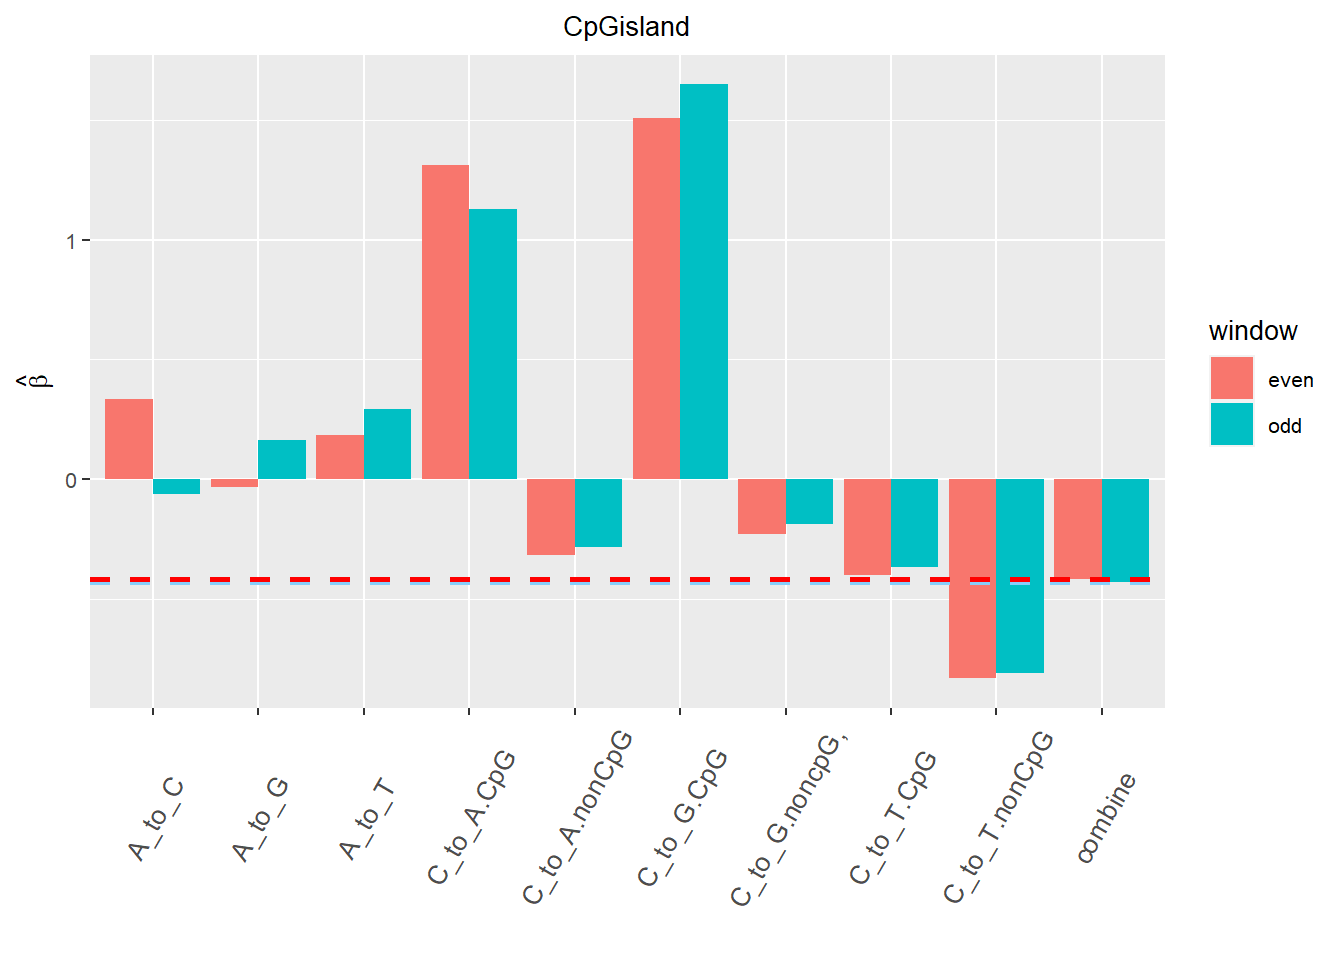 CpGisland
1
0
β̂
A_to_C
A_to_G
A_to_T
C_to_A.CpG
C_to_A.nonCpG
C_to_G.CpG
C_to_G.noncpG,
C_to_T.CpG
C_to_T.nonCpG
combine
window
even
odd